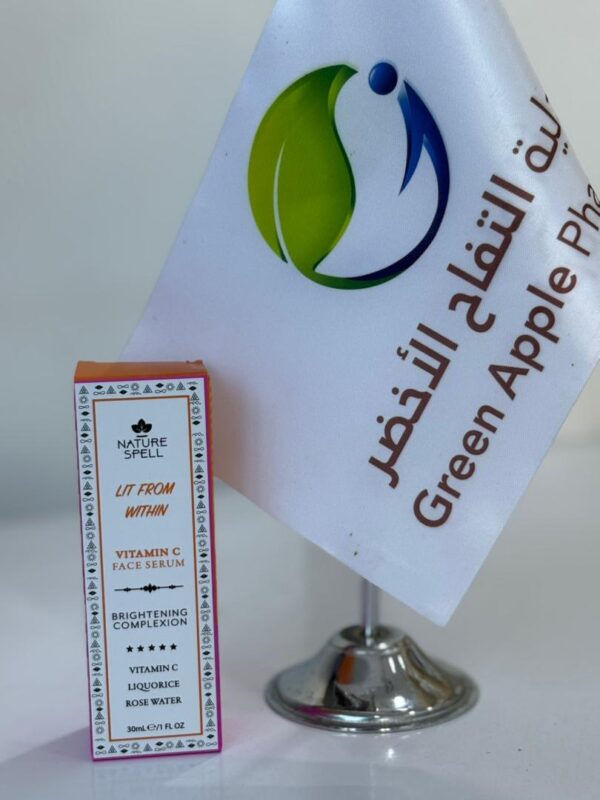 التفاح الأخضر
Green Apple
NATURE
SPELL
LIT FROM
WITHIN
VITAMIN C
FACE SERUM
BRIGHTENING
COMPLEXION
VITAMIN C
LIQUORICE
ROSE WATER
30mL℮/1 FL OZ